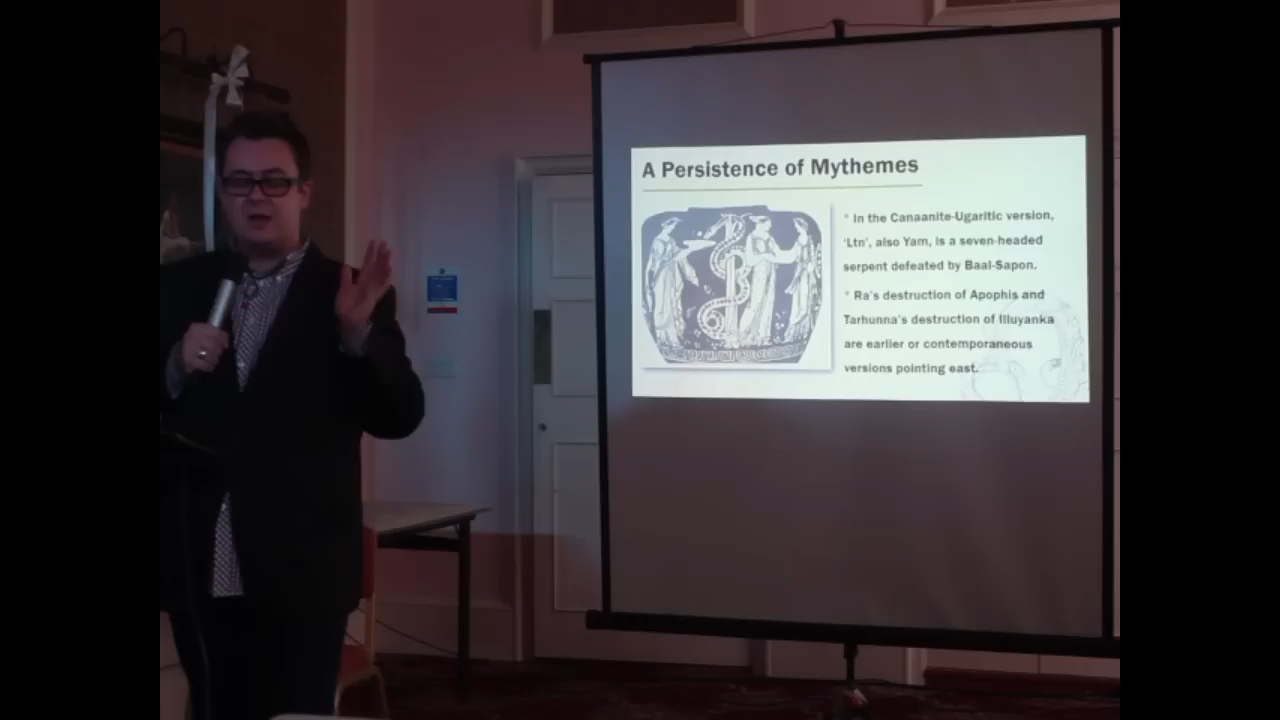 A Persistence of Mythemes
* In the Canaanite-Ugaritic version,
'Ltn', also Yam, is a seven-headed
serpent defeated by Baal-Sapon.
* Ra's destruction of Apophis and
Tarhunna's destruction of Illuyanka
are earlier or contemporaneous
versions pointing east.